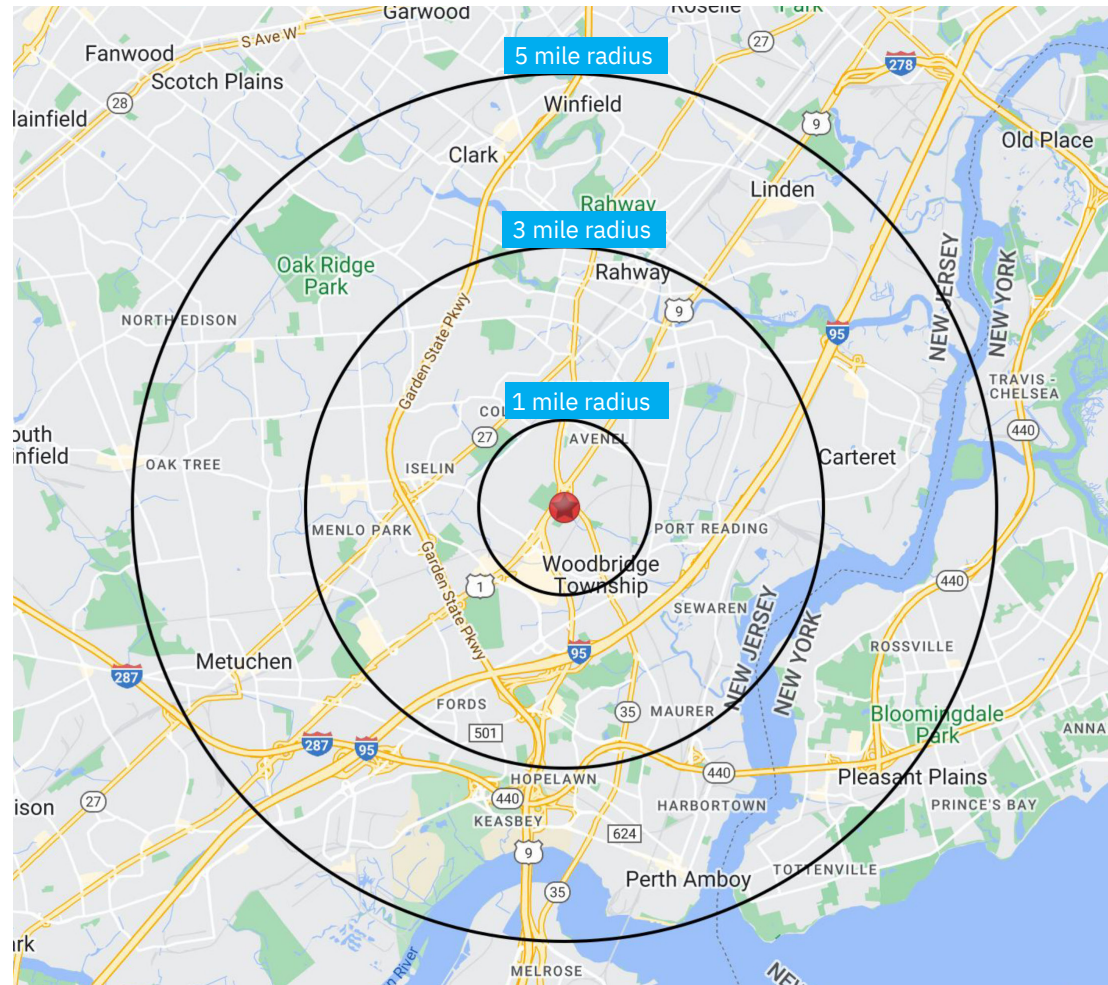 Garwood
Roselle
Park
27
S Ave W
Fanwood
5 mile radius
278
Scotch Plains
28
Winfield
lainfield
9
Old Place
Clark
Linden
Rahway
3 mile radius
Oak Ridge
Park
Rahway
NORTH EDISON
9
95
NEW JERSEY
NEW YORK
Garden State Pkwy
TRAVIS -
CHELSEA
1 mile radius
COL
27
AVENEL
440
outh
infield
OAK TREE
ISELIN
Carteret
MENLO PARK
PORT READING
Garden State Pkwy
Woodbridge
Township
1
440
SEWAREN
NEW JERSEY
NEW YORK
ROSSVILLE
95
Metuchen
287
FORDS
35
MAURER
Bloomingdale
Park
ANNA
501
287
95
HOPELAWN
440
Pleasant Plains
ison
27
440
HARBORTOWN
PRINCE'S BAY
KEASBEY
624
9
Perth Amboy
TOTTENVILLE
35
ark
n River
MELROSE
NEW